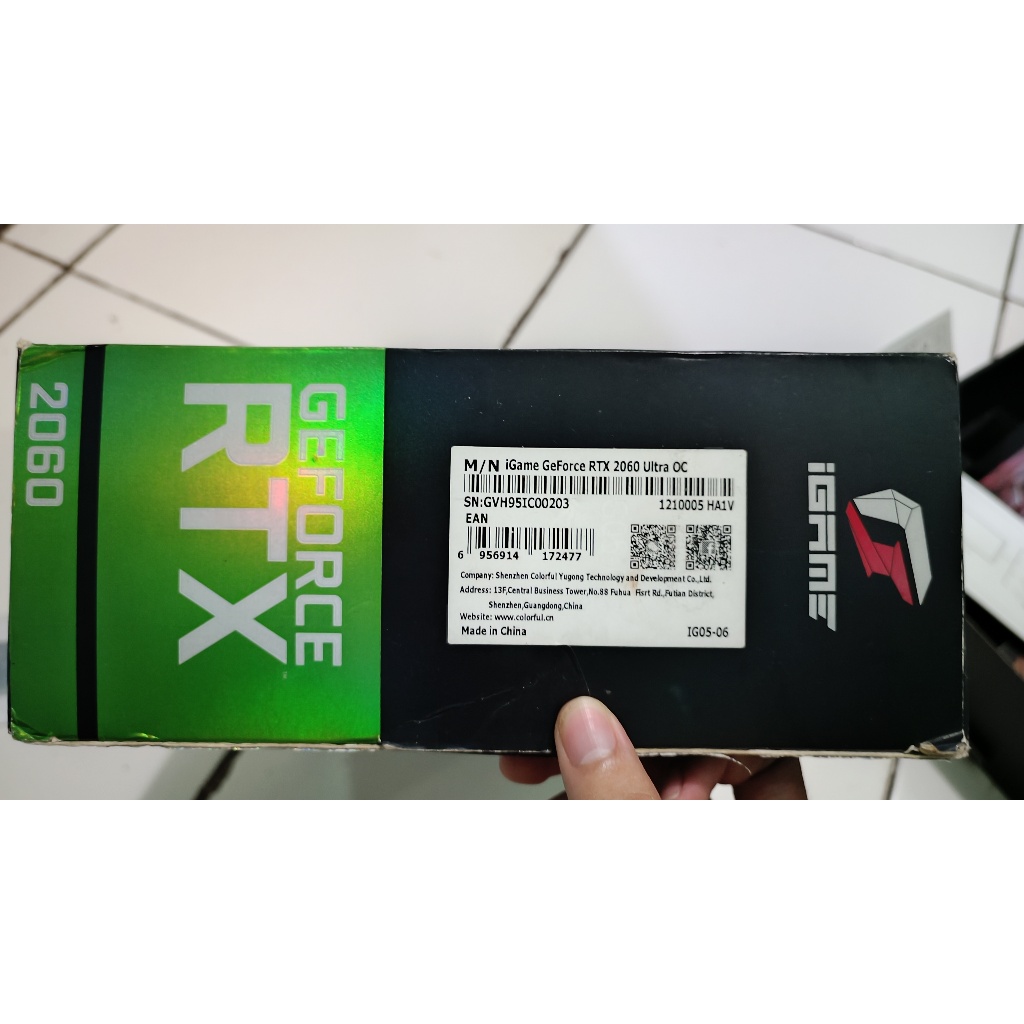 2060
GEFORCE
RTX
™
M/N iGame GeForce RTX 2060 Ultra OC
SN:GVH95IC00203 1210005 HA1V
EAN
6 956914 172477
Company: Shenzhen Colorful Yugong Technology and Development Co.,Ltd.
Address: 13F,Central Business Tower,No.88 Fuhua Fisrt Rd.,Futian District,
Shenzhen,Guangdong,China
Website: www.colorful.cn
Made in China IG05-06
iGAME